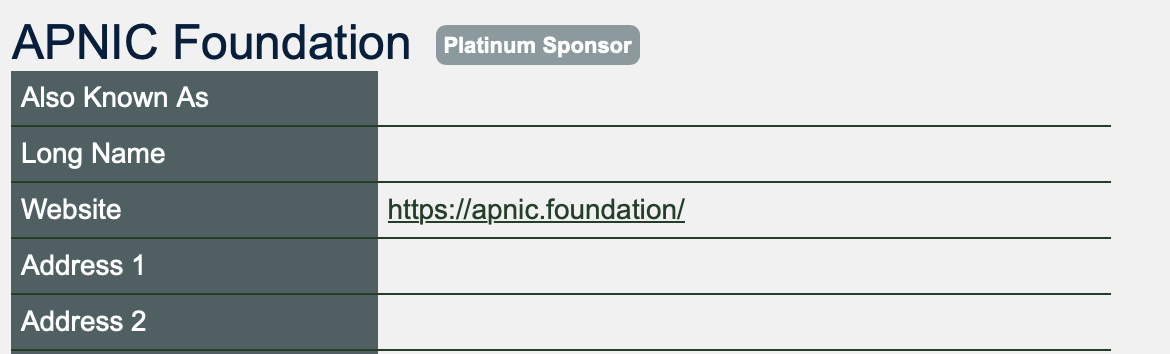 APNIC Foundation Platinum Sponsor
Also Known As
Long Name
Website https://apnic.foundation/
Address 1
Address 2